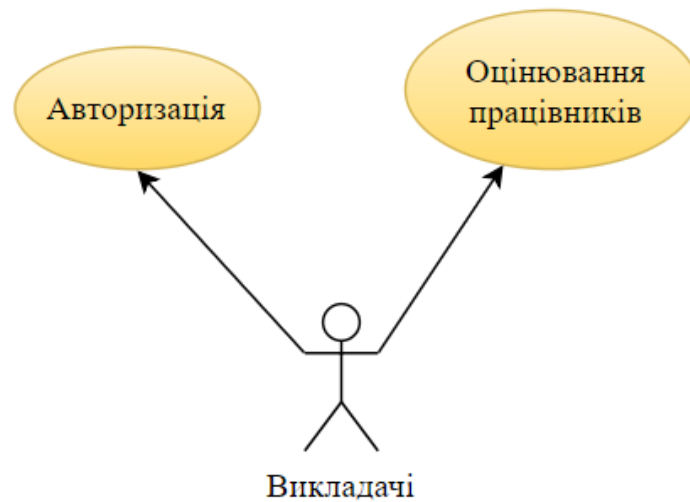 Авторизація
Оцінювання
працівників
Викладачі